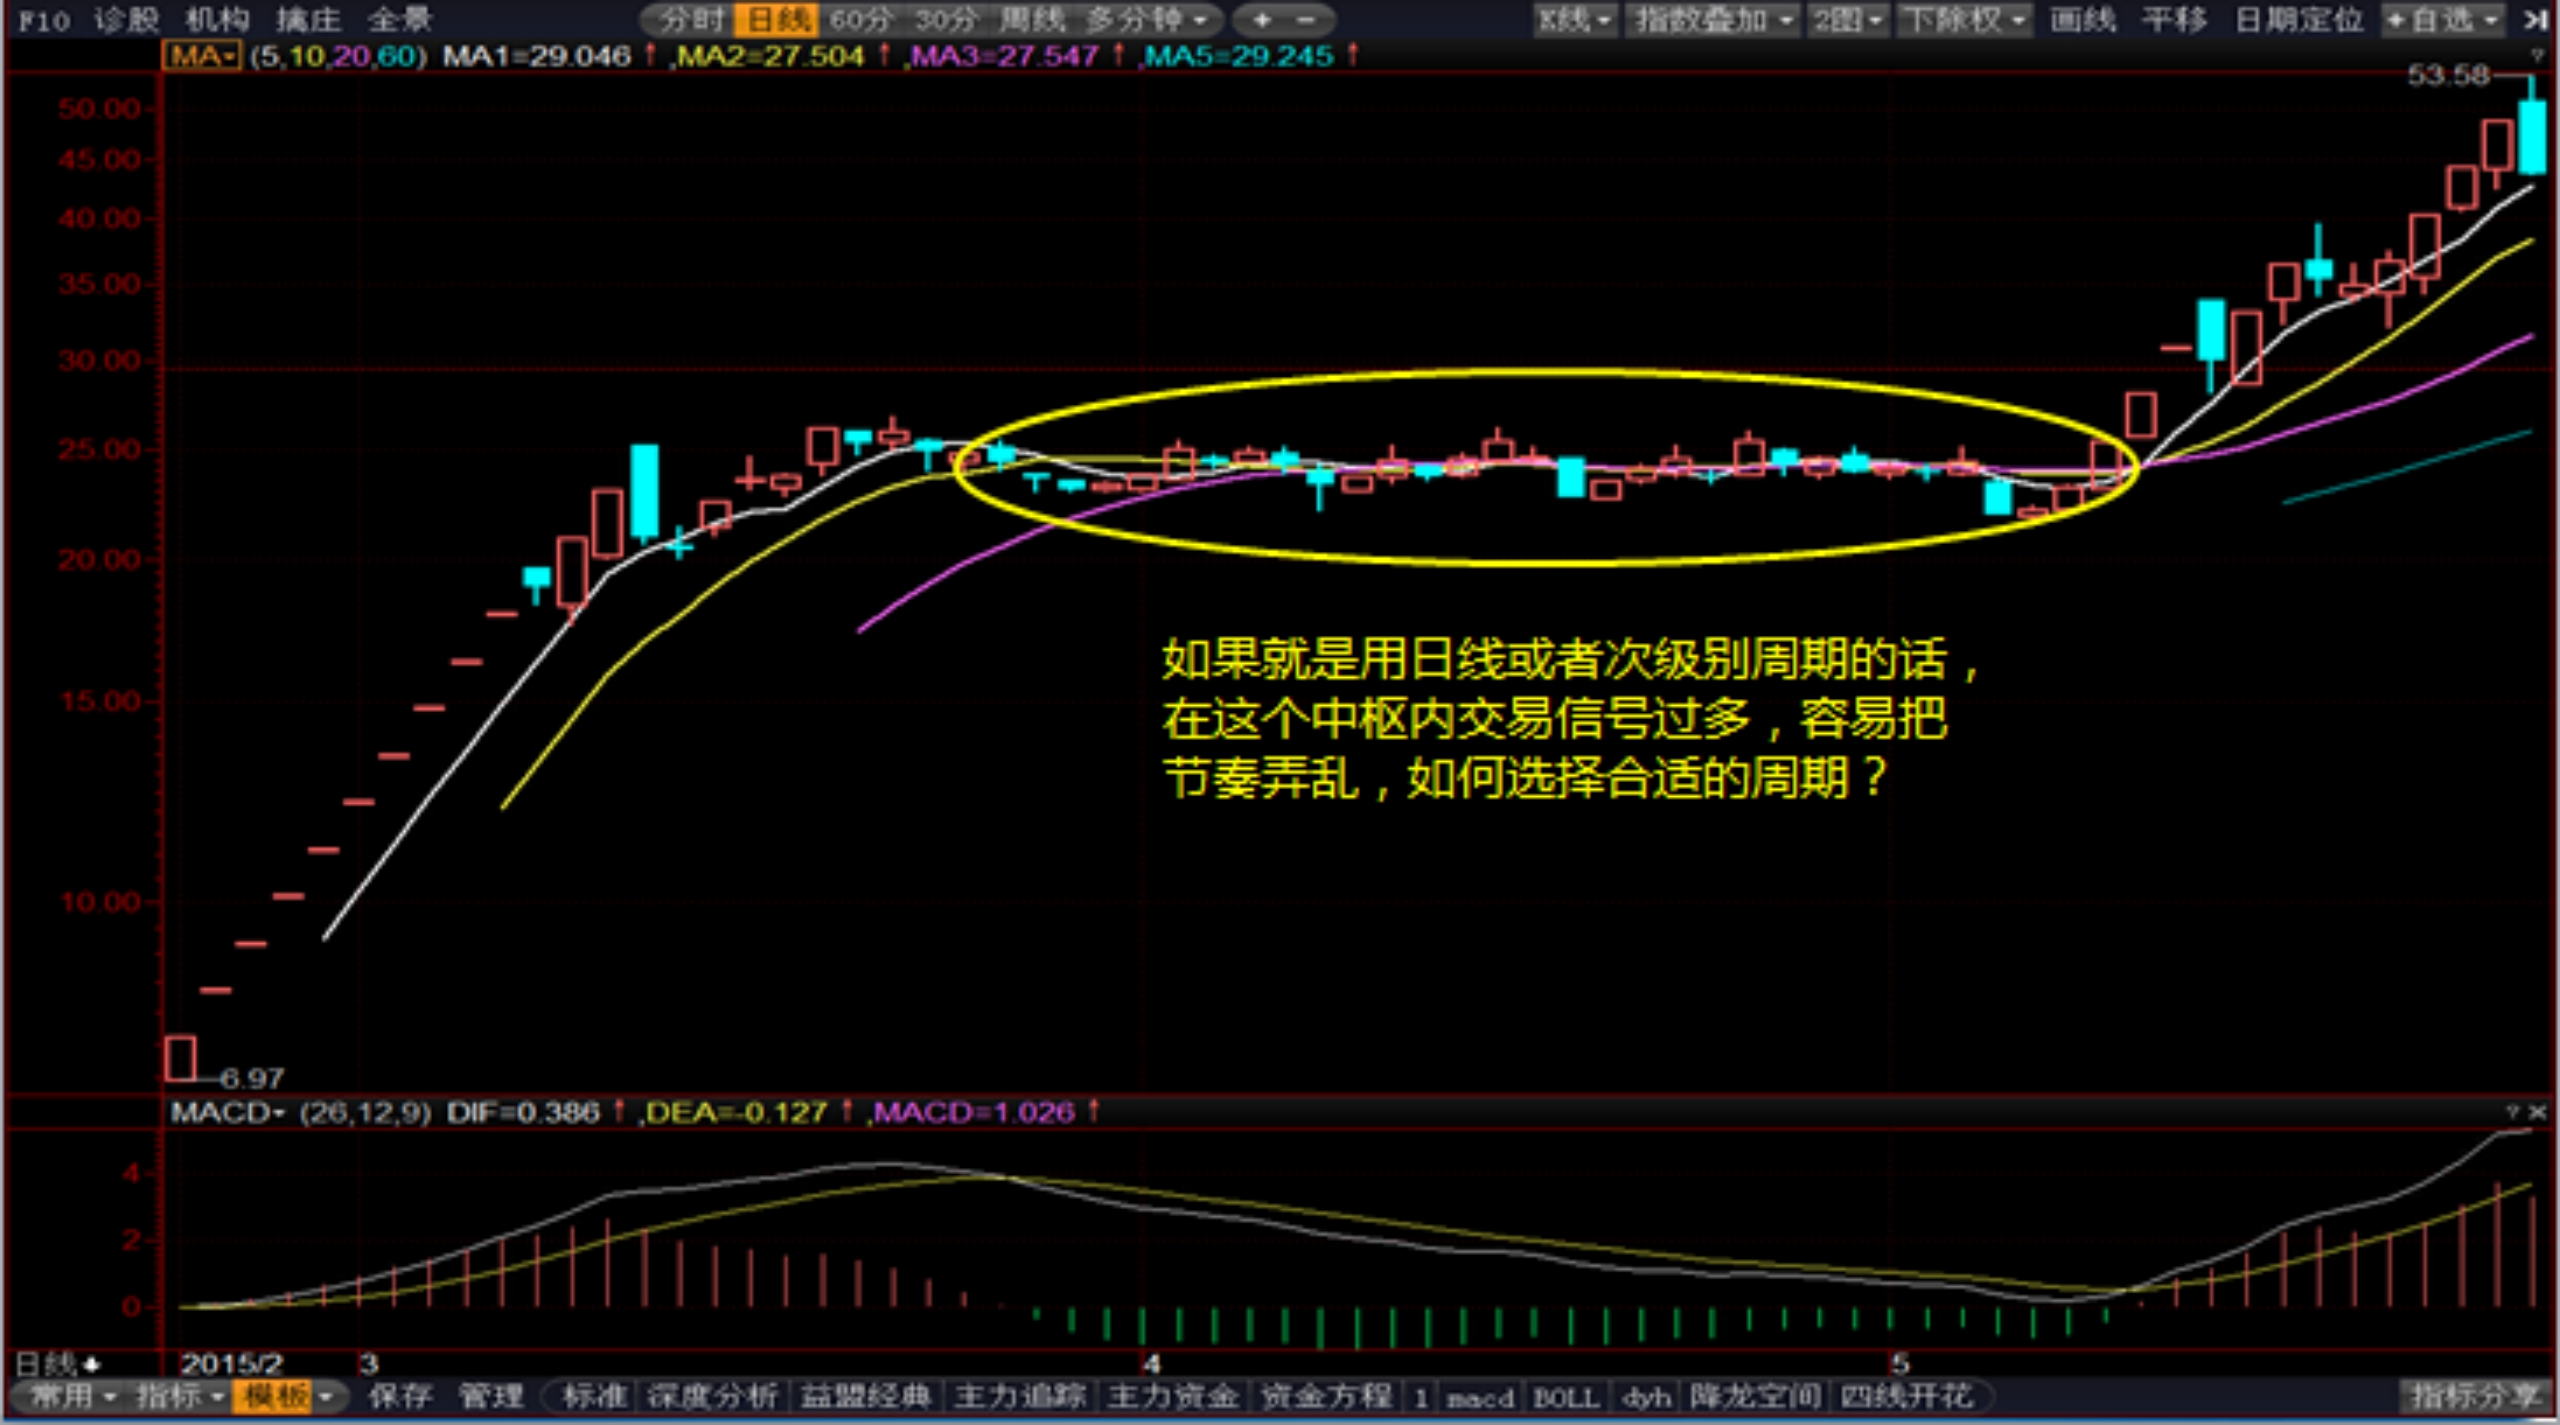 F10 诊股 机构 擒庄 全景 分时 日线 60分 30分 周线 多分钟 + - K线 指数叠加 2图 下除权 画线 平移 日期定位 +自选
MA (5,10,20,60) MA1=29.046 ↑ ,MA2=27.504 ↑ ,MA3=27.547 ↑ ,MA5=29.245 ↑ ?
53.58
50.00
45.00
40.00
35.00
30.00
25.00
20.00
如果就是用日线或者次级别周期的话，
在这个中枢内交易信号过多，容易把
节奏弄乱，如何选择合适的周期？
15.00
10.00
6.97
MACD (26,12,9) DIF=0.386 ↑ ,DEA=-0.127 ↑ ,MACD=1.026 ↑ ? ×
4
2
0
日线 2015/2 3 4 5
常用 指标 模板 保存 管理 标准 深度分析 益盟经典 主力追踪 主力资金 资金方程 1 macd BOLL dyh 降龙空间 四线开花 指标分享